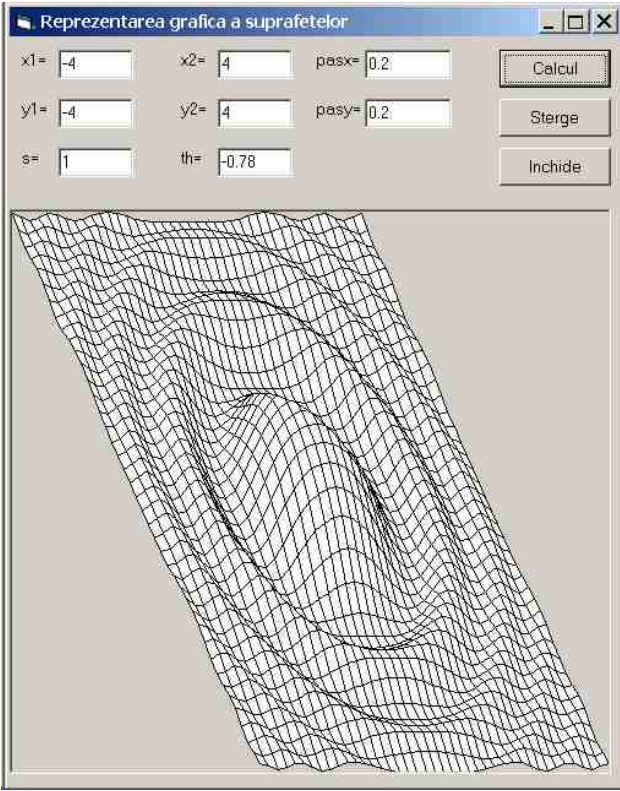 Reprezentarea grafica a suprafetelor
x1= -4 x2= 4 pasx= 0.2 Calcul
y1= -4 y2= 4 pasy= 0.2 Sterge
s= 1 th= -0.78 Inchide